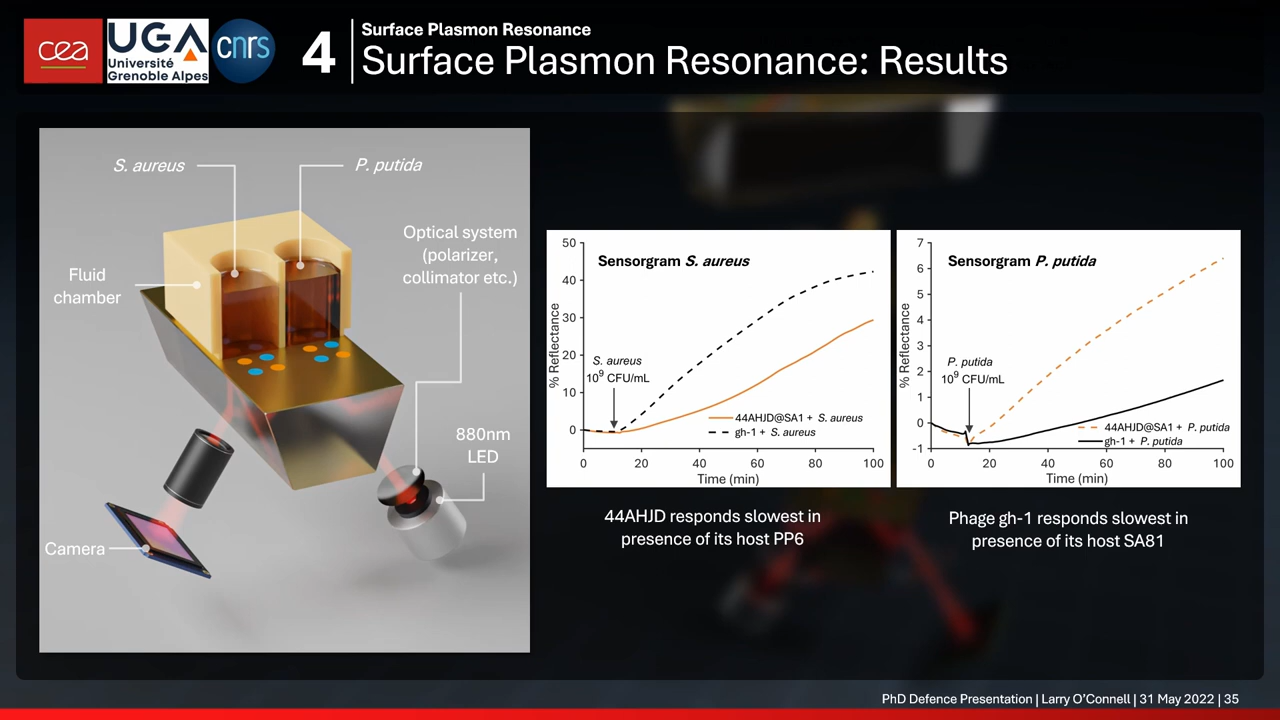 cea
UGA
Université
Grenoble Alpes
cnrs
4
Surface Plasmon Resonance
Surface Plasmon Resonance: Results
S. aureus
P. putida
Optical system
(polarizer,
collimator etc.)
Fluid
chamber
880nm
LED
Camera
Sensorgram S. aureus
% Reflectance
50
40
30
20
10
0
S. aureus
10⁹ CFU/mL
44AHJD@SA1 + S. aureus
gh-1 + S. aureus
0 20 40 60 80 100
Time (min)
Sensorgram P. putida
% Reflectance
7
6
5
4
3
2
1
0
-1
P. putida
10⁹ CFU/mL
44AHJD@SA1 + P. putida
gh-1 + P. putida
0 20 40 60 80 100
Time (min)
44AHJD responds slowest in
presence of its host PP6
Phage gh-1 responds slowest in
presence of its host SA81
PhD Defence Presentation | Larry O'Connell | 31 May 2022 | 35